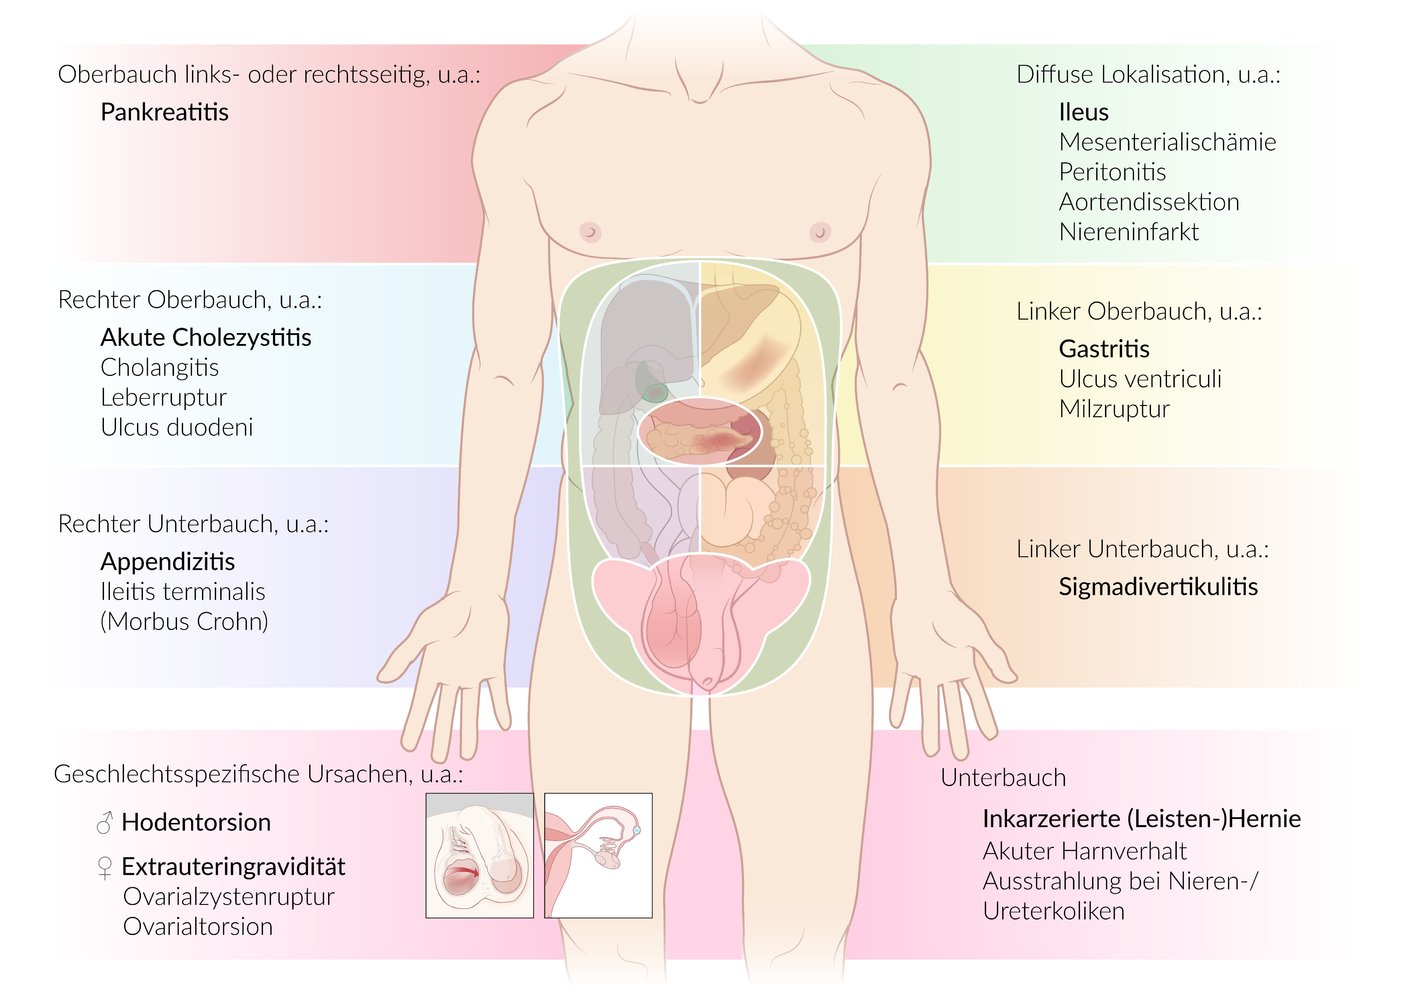 Oberbauch links- oder rechtsseitig, u.a.:
Pankreatitis
Rechter Oberbauch, u.a.:
Akute Cholezystitis
Cholangitis
Leberruptur
Ulcus duodeni
Rechter Unterbauch, u.a.:
Appendizitis
Ileitis terminalis
(Morbus Crohn)
Geschlechtsspezifische Ursachen, u.a.:
♂ Hodentorsion
♀ Extrauteringravidität
Ovarialzystenruptur
Ovarialtorsion
Diffuse Lokalisation, u.a.:
Ileus
Mesenterialischämie
Peritonitis
Aortendissektion
Niereninfarkt
Linker Oberbauch, u.a.:
Gastritis
Ulcus ventriculi
Milzruptur
Linker Unterbauch, u.a.:
Sigmadivertikulitis
Unterbauch
Inkarzerierte (Leisten-)Hernie
Akuter Harnverhalt
Ausstrahlung bei Nieren-/
Ureterkoliken